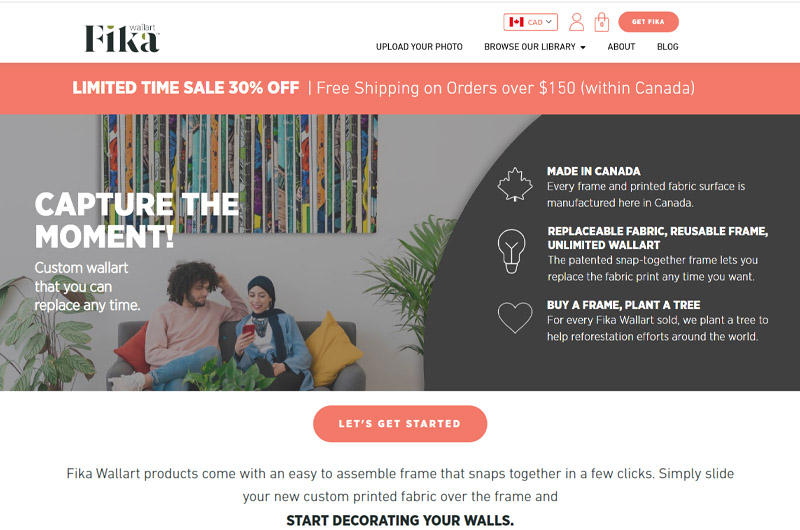 CAD
0
GET FIKA
wallart
Fika
UPLOAD YOUR PHOTO BROWSE OUR LIBRARY ABOUT BLOG
LIMITED TIME SALE 30% OFF | Free Shipping on Orders over $150 (within Canada)
CAPTURE THE
MOMENT!
Custom wallart
that you can
replace any time.
MADE IN CANADA
Every frame and printed fabric surface is
manufactured here in Canada.
REPLACEABLE FABRIC, REUSABLE FRAME,
UNLIMITED WALLART
The patented snap-together frame lets you
replace the fabric print any time you want.
BUY A FRAME, PLANT A TREE
For every Fika Wallart sold, we plant a tree to
help reforestation efforts around the world.
LET'S GET STARTED
Fika Wallart products come with an easy to assemble frame that snaps together in a few clicks. Simply slide
your new custom printed fabric over the frame and
START DECORATING YOUR WALLS.